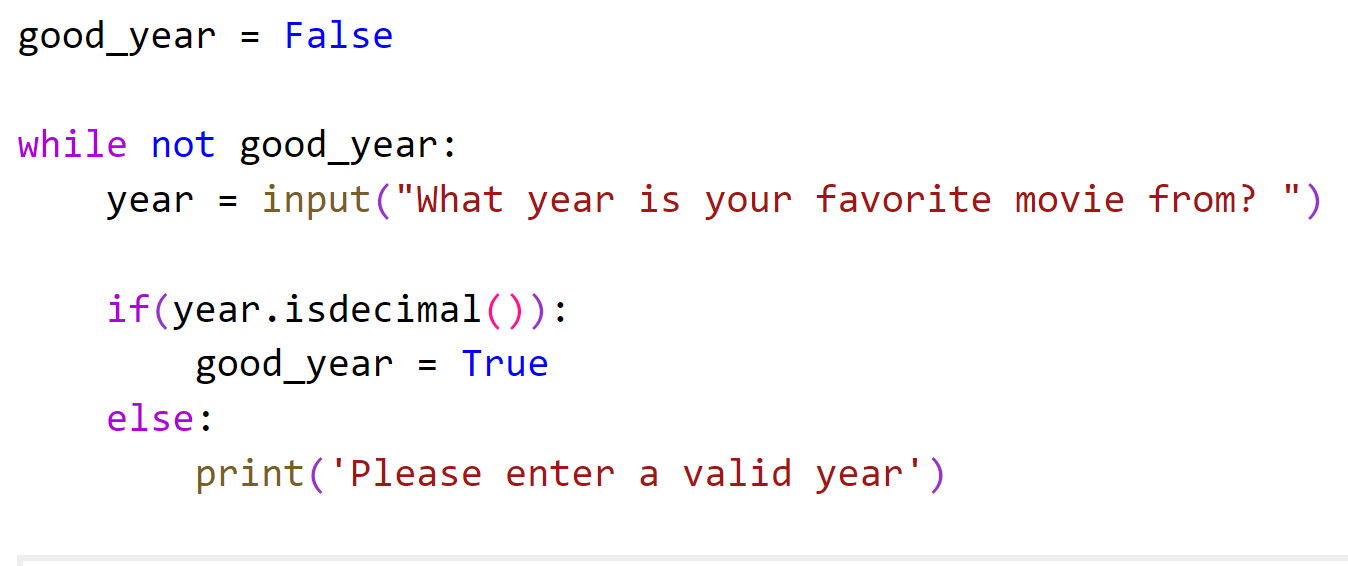 good_year = False
while not good_year:
    year = input("What year is your favorite movie from? ")
    if(year.isdecimal()):
        good_year = True
    else:
        print('Please enter a valid year')